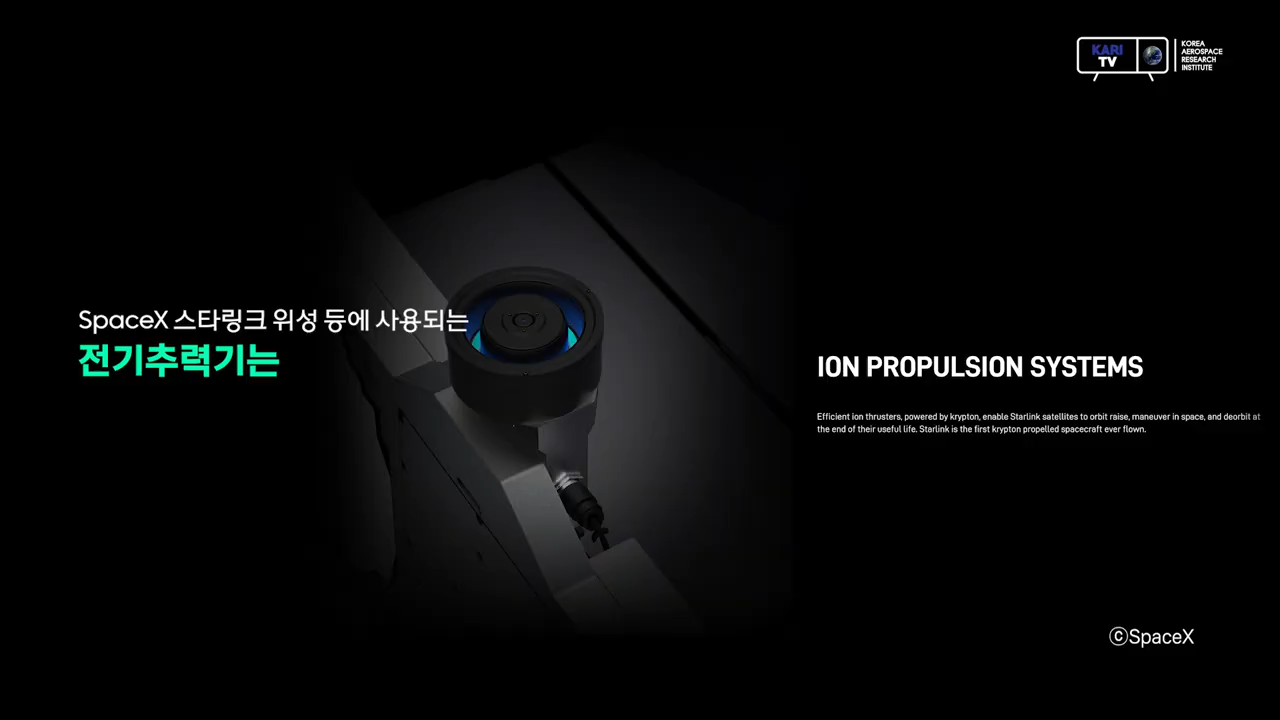 KARI
TV
KOREA
AEROSPACE
RESEARCH
INSTITUTE
SpaceX 스타링크 위성 등에 사용되는
전기추력기는
ION PROPULSION SYSTEMS
Efficient ion thrusters, powered by krypton, enable Starlink satellites to orbit raise, maneuver in space, and deorbit at
the end of their useful life. Starlink is the first krypton propelled spacecraft ever flown.
ⓒSpaceX